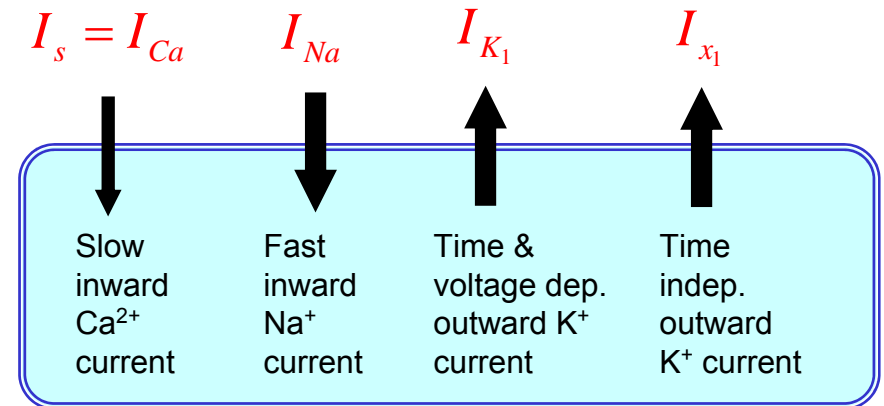 I_s = I_Ca I_Na I_K₁ I_x₁
Slow
inward
Ca²⁺
current
Fast
inward
Na⁺
current
Time &
voltage dep.
outward K⁺
current
Time
indep.
outward
K⁺ current